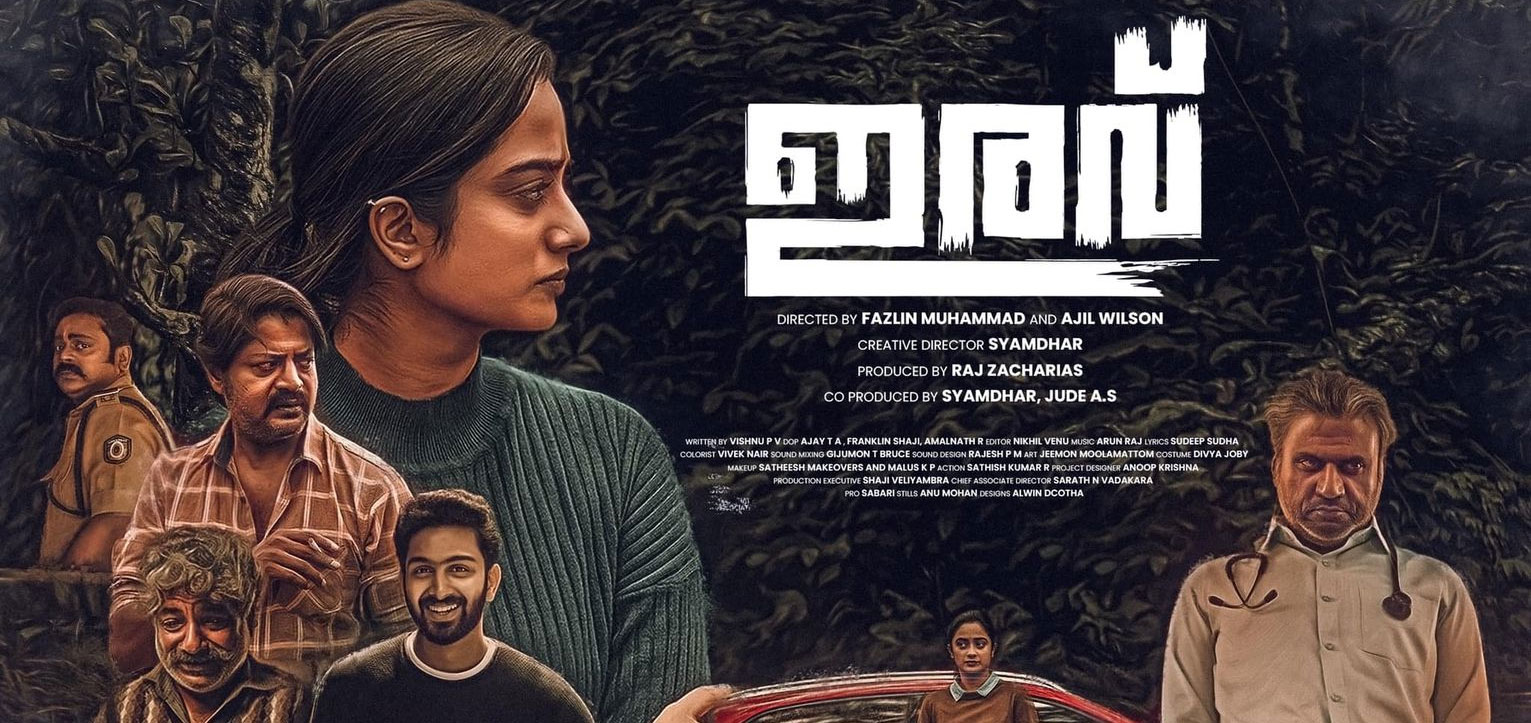 ഇരവ്
DIRECTED BY FAZLIN MUHAMMAD AND AJIL WILSON
CREATIVE DIRECTOR SYAMDHAR
PRODUCED BY RAJ ZACHARIAS
CO PRODUCED BY SYAMDHAR, JUDE A.S
WRITTEN BY VISHNU P V DOP AJAY T A , FRANKLIN SHAJI, AMALNATH R EDITOR NIKHIL VENU MUSIC ARUN RAJ LYRICS SUDEEP SUDHA
COLORIST VIVEK NAIR SOUND MIXING GIJUMON T BRUCE SOUND DESIGN RAJESH P M ART JEEMON MOOLAMATTOM COSTUME DIVYA JOBY
MAKEUP SATHEESH MAKEOVERS AND MALUS K P ACTION SATHISH KUMAR R PROJECT DESIGNER ANOOP KRISHNA
PRODUCTION EXECUTIVE SHAJI VELIYAMBRA CHIEF ASSOCIATE DIRECTOR SARATH N VADAKARA
PRO SABARI STILLS ANU MOHAN DESIGNS ALWIN DCOTHA